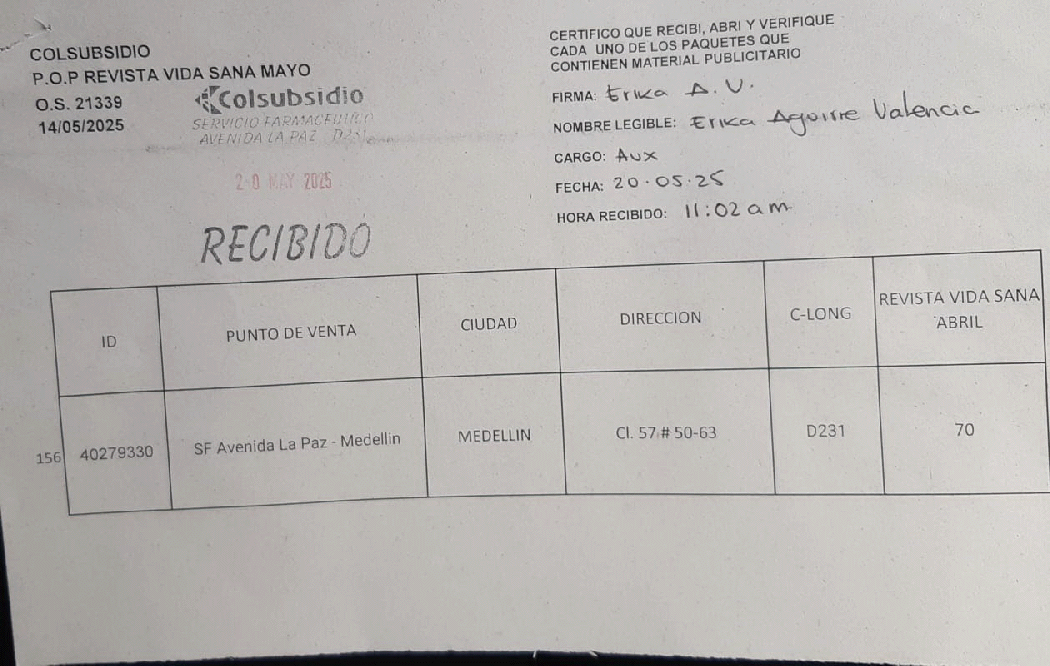 COLSUBSIDIO
P.O.P REVISTA VIDA SANA MAYO
O.S. 21339
14/05/2025
Colsubsidio
SERVICIO FARMACEUTICO
AVENIDA LA PAZ D231
20 MAY 2025
RECIBIDO
CERTIFICO QUE RECIBI, ABRI Y VERIFIQUE
CADA UNO DE LOS PAQUETES QUE
CONTIENEN MATERIAL PUBLICITARIO
FIRMA: Erika A. V.
NOMBRE LEGIBLE: Erika Aguirre Valencia
CARGO: Aux
FECHA: 20.05.25
HORA RECIBIDO: 11:02 am
ID PUNTO DE VENTA CIUDAD DIRECCION C-LONG REVISTA VIDA SANA
ABRIL
156 40279330 SF Avenida La Paz - Medellin MEDELLIN Cl. 57 # 50-63 D231 70